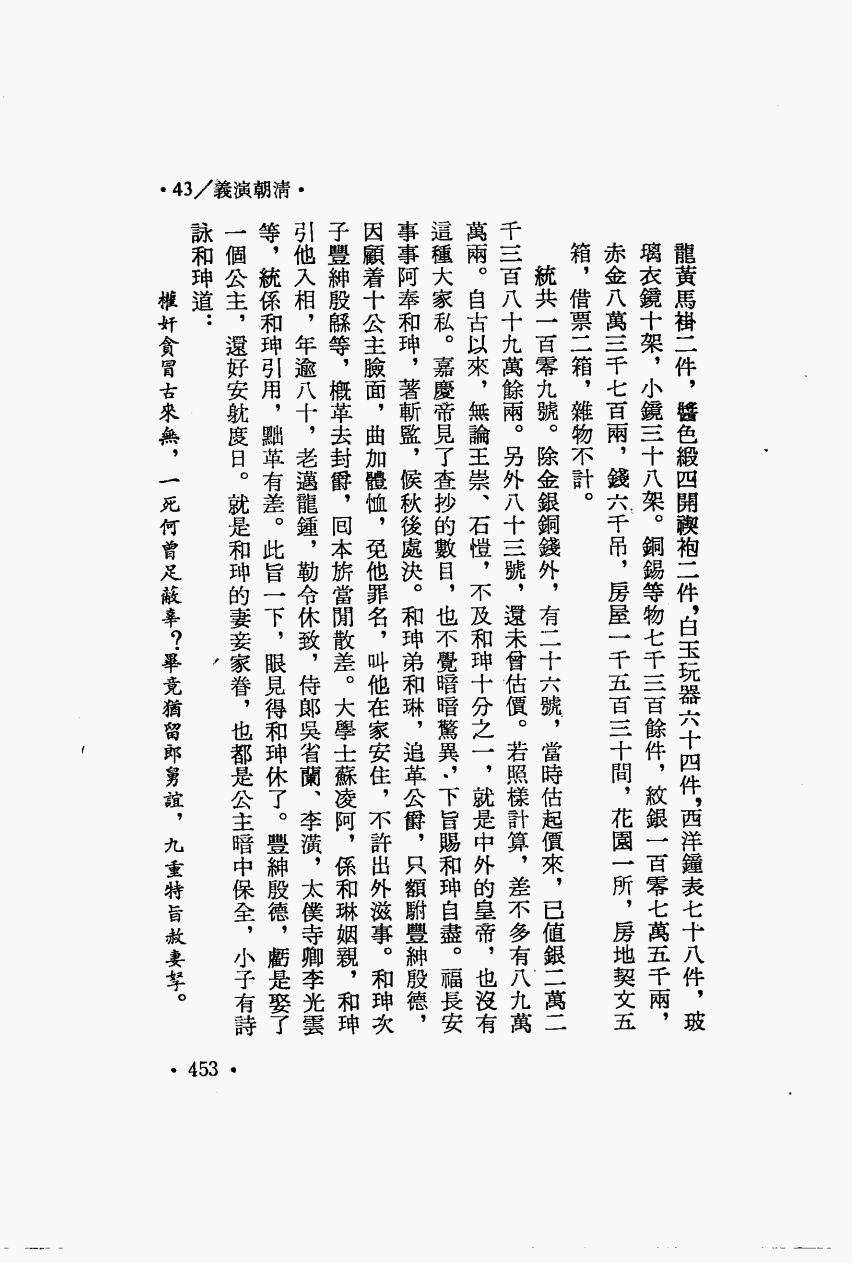 •43/義演朝清•
龍黃馬褂二件，醬色緞四開禊袍二件，白玉玩器六十四件，西洋鐘表七十八件，玻
璃衣鏡十架，小鏡三十八架。銅錫等物七千三百餘件，紋銀一百零七萬五千兩，
赤金八萬三千七百兩，錢六千吊，房屋一千五百三十間，花園一所，房地契文五
箱，借票二箱，雜物不計。
統共一百零九號。除金銀銅錢外，有二十六號，當時估起價來，已值銀二萬二
千三百八十九萬餘兩。另外八十三號，還未曾估價。若照樣計算，差不多有八九萬
萬兩。自古以來，無論王崇、石愷，不及和珅十分之一，就是中外的皇帝，也沒有
這種大家私。嘉慶帝見了查抄的數目，也不覺暗暗驚異、，下旨賜和珅自盡。福長安
事事阿奉和珅，著斬監，候秋後處決。和珅弟和琳，追革公爵，只額駙豐紳殷德，
因顧着十公主臉面，曲加體恤，免他罪名，叫他在家安住，不許出外滋事。和珅次
子豐紳殷緜等，概革去封爵，囘本旂當閒散差。大學士蘇凌阿，係和琳姻親，和珅
引他入相，年逾八十，老邁龍鍾，勒令休致，侍郎吳省蘭、李潢，太僕寺卿李光雲
等，統係和珅引用，黜革有差。此旨一下，眼見得和珅休了。豐紳殷德，虧是娶了
一個公主，還好安躭度日。就是和珅的妻妾家眷，也都是公主暗中保全，小子有詩
詠和珅道：
權奸貪冒古來無，一死何曾足蔽辜？畢竟猶留郎舅誼，九重特旨赦妻孥。
•453•